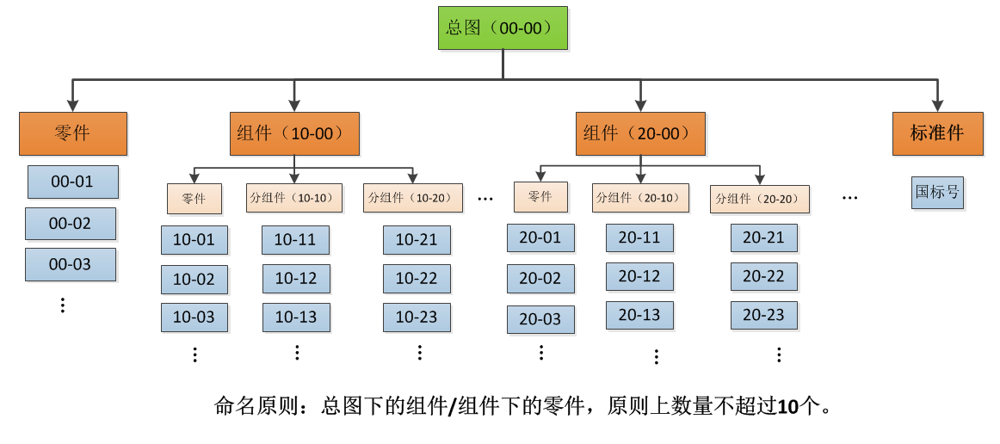 总图（00-00）
零件
组件（10-00）
组件（20-00）
标准件
00-01
00-02
00-03
⋮
零件
分组件（10-10）
分组件（10-20）
...
10-01
10-02
10-03
⋮
10-11
10-12
10-13
⋮
10-21
10-22
10-23
⋮
零件
分组件（20-10）
分组件（20-20）
...
20-01
20-02
20-03
⋮
20-11
20-12
20-13
⋮
20-21
20-22
20-23
⋮
国标号
命名原则：总图下的组件/组件下的零件，原则上数量不超过10个。